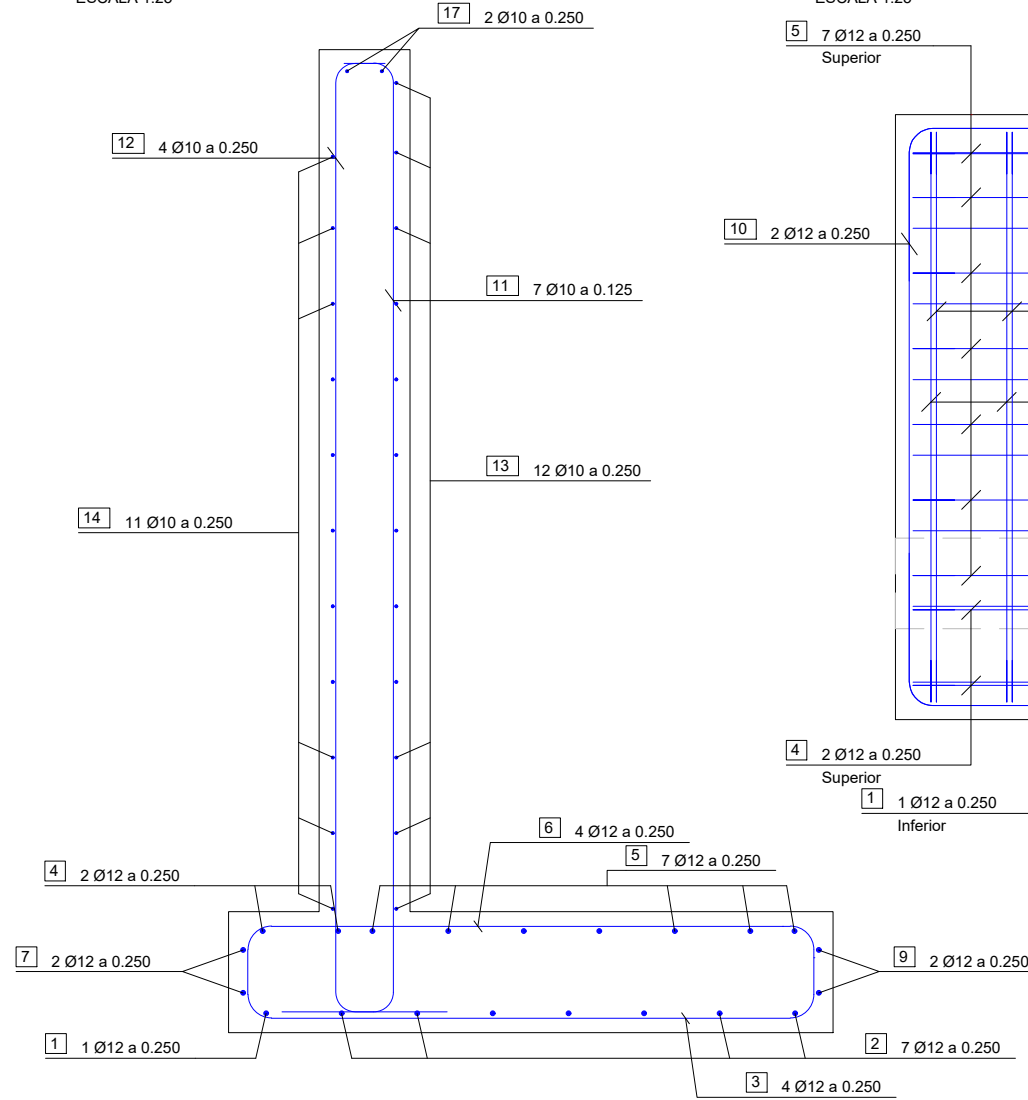 ESCALA 1:25
ESCALA 1:25
17 2 Ø10 a 0.250
5 7 Ø12 a 0.250
Superior
12 4 Ø10 a 0.250
10 2 Ø12 a 0.250
11 7 Ø10 a 0.125
13 12 Ø10 a 0.250
14 11 Ø10 a 0.250
4 2 Ø12 a 0.250
Superior
1 1 Ø12 a 0.250
Inferior
6 4 Ø12 a 0.250
5 7 Ø12 a 0.250
4 2 Ø12 a 0.250
7 2 Ø12 a 0.250
9 2 Ø12 a 0.250
1 1 Ø12 a 0.250
2 7 Ø12 a 0.250
3 4 Ø12 a 0.250